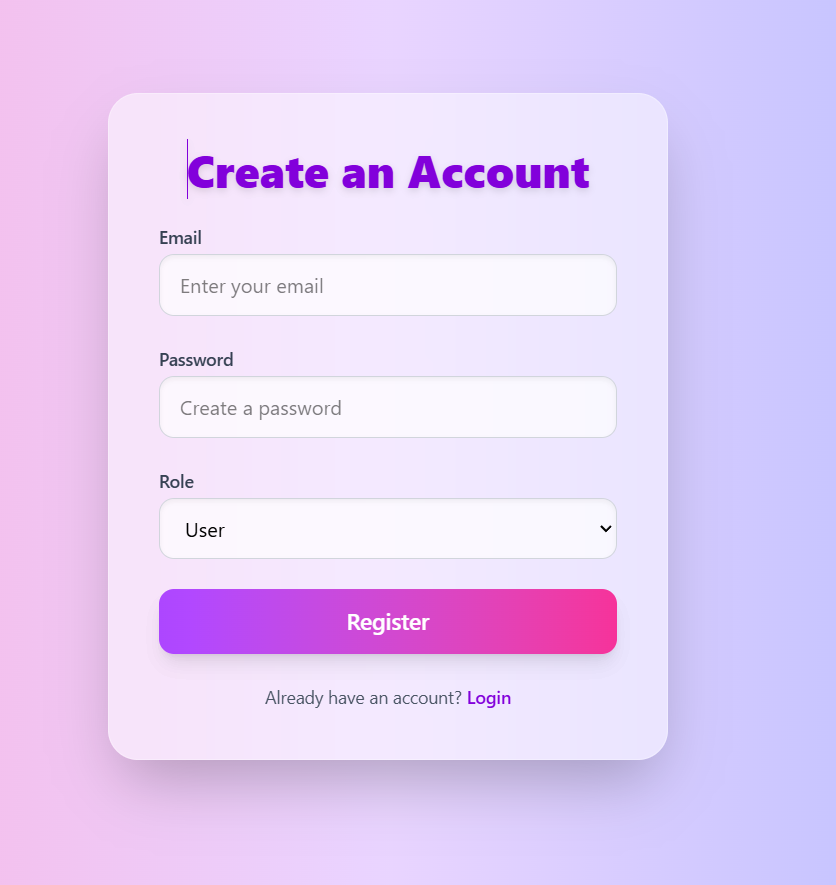 Create an Account
Email
Enter your email
Password
Create a password
Role
User
Register
Already have an account? Login